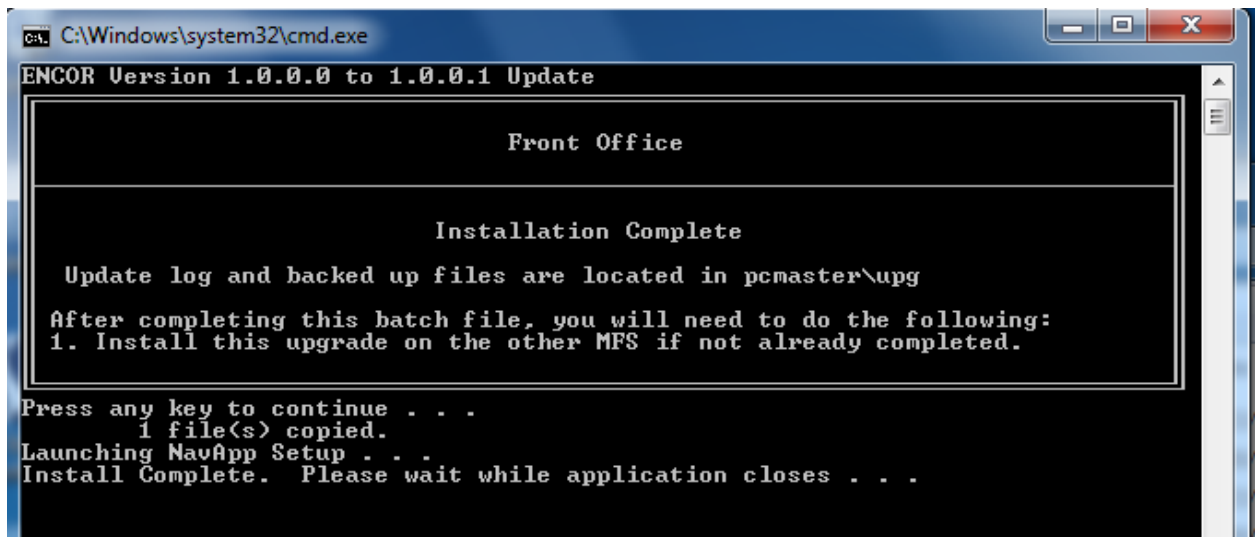 C:\Windows\system32\cmd.exe
ENCOR Version 1.0.0.0 to 1.0.0.1 Update
Front Office
Installation Complete
Update log and backed up files are located in pcmaster\upg
After completing this batch file, you will need to do the following:
1. Install this upgrade on the other MFS if not already completed.
Press any key to continue . . .
1 file(s) copied.
Launching NavApp Setup . . .
Install Complete.  Please wait while application closes . . .